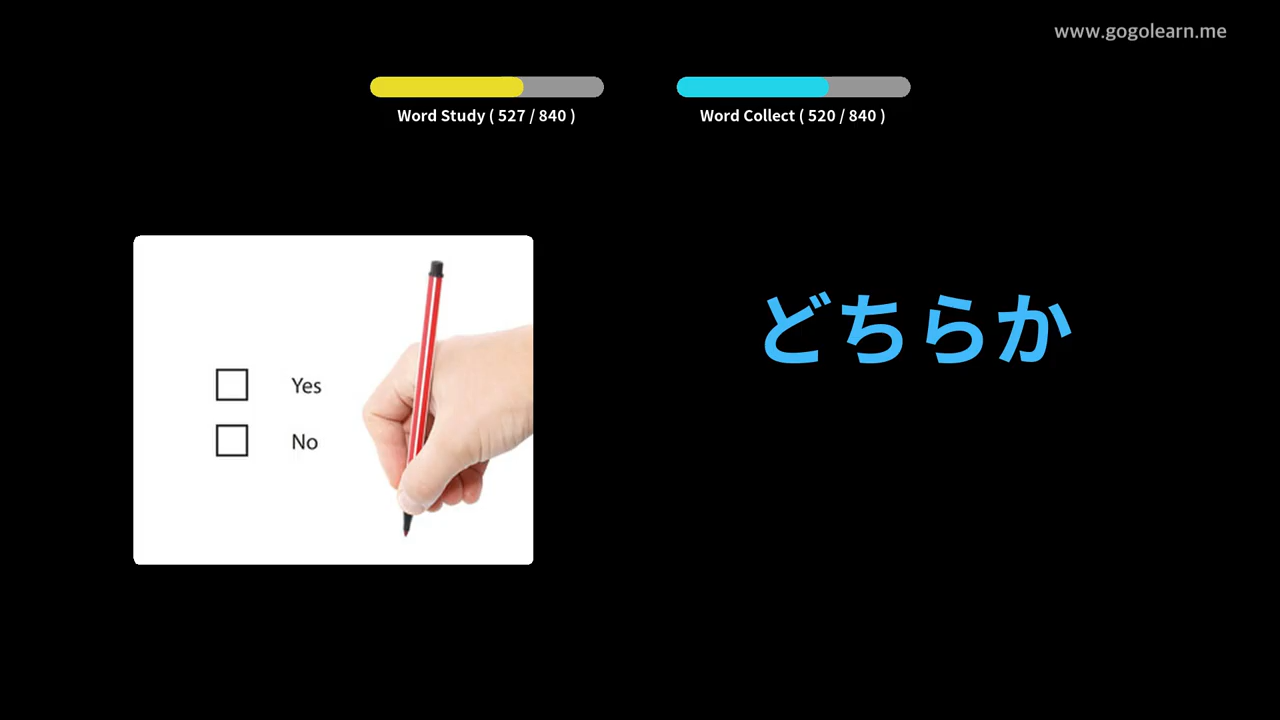 www.gogolearn.me
Word Study ( 527 / 840 )
Word Collect ( 520 / 840 )
どちらか
Yes
No